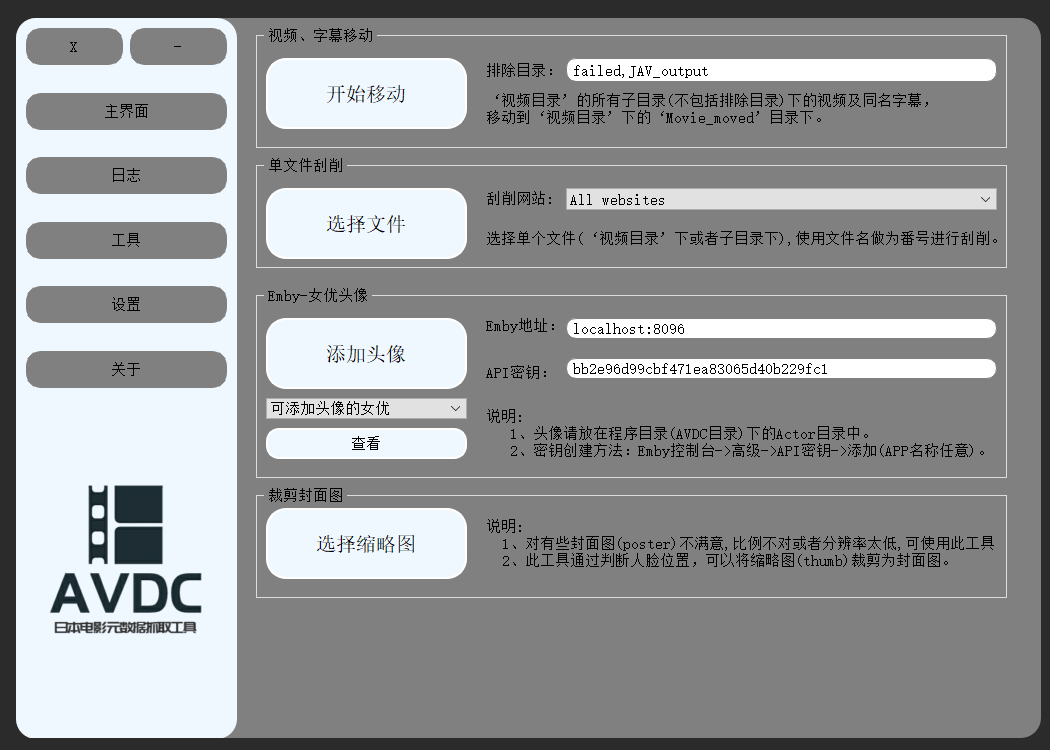 X
-
主界面
日志
工具
设置
关于
AVDC
日本电影元数据抓取工具
视频、字幕移动
开始移动
排除目录：
failed,JAV_output
‘视频目录’的所有子目录(不包括排除目录)下的视频及同名字幕，
移动到‘视频目录’下的‘Movie_moved’目录下。
单文件刮削
选择文件
刮削网站：
All websites
选择单个文件(‘视频目录’下或者子目录下),使用文件名做为番号进行刮削。
Emby-女优头像
添加头像
Emby地址：
localhost:8096
API密钥：
bb2e96d99cbf471ea83065d40b229fc1
可添加头像的女优
查看
说明:
1、头像请放在程序目录(AVDC目录)下的Actor目录中。
2、密钥创建方法：Emby控制台->高级->API密钥->添加(APP名称任意)。
裁剪封面图
选择缩略图
说明:
1、对有些封面图(poster)不满意,比例不对或者分辨率太低,可使用此工具
2、此工具通过判断人脸位置，可以将缩略图(thumb)裁剪为封面图。